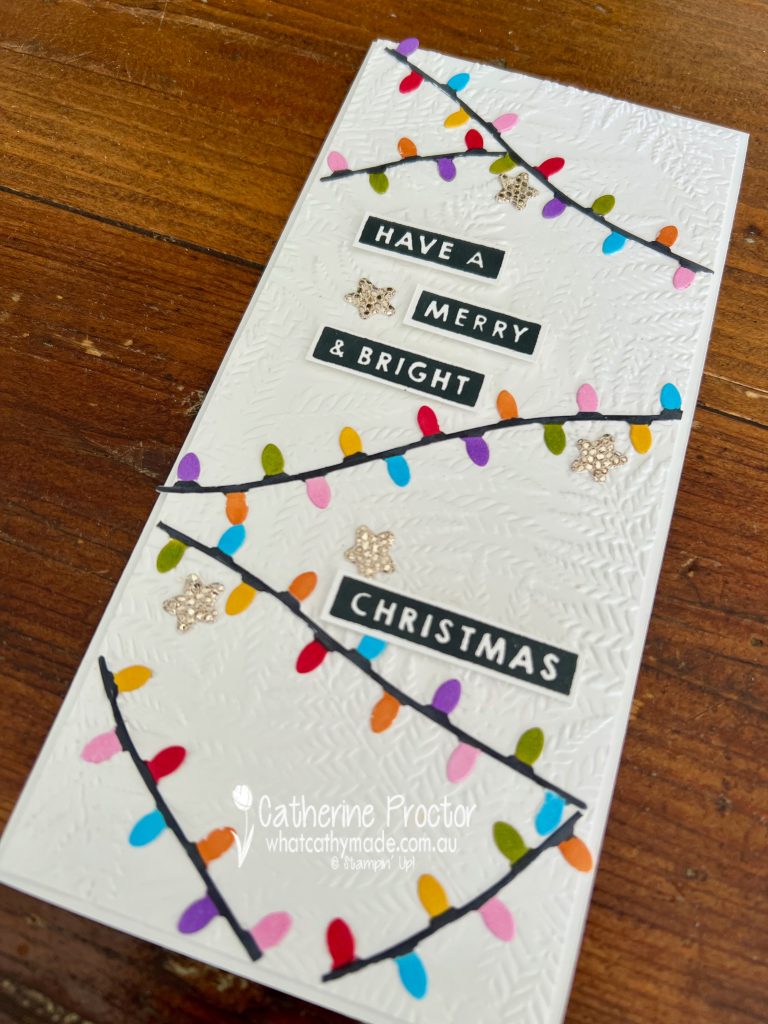 HAVE A
MERRY
& BRIGHT
CHRISTMAS
Catherine Proctor
whatcathymade.com.au
© Stampin' Up!